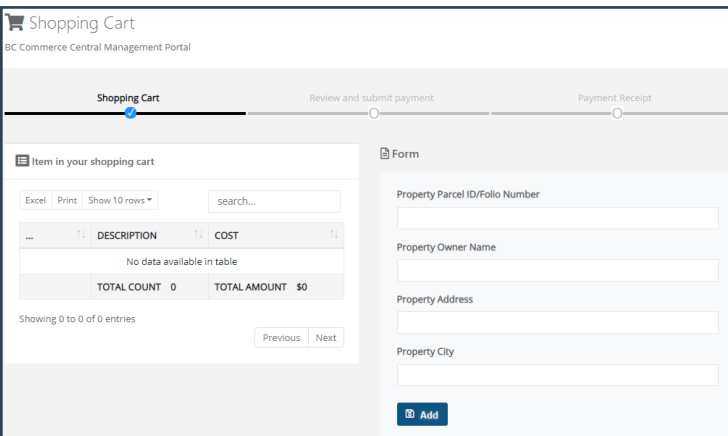 Shopping Cart
BC Commerce Central Management Portal
Shopping Cart Review and submit payment Payment Receipt
Item in your shopping cart
Excel Print Show 10 rows search...
... DESCRIPTION COST
No data available in table
TOTAL COUNT 0 TOTAL AMOUNT $0
Showing 0 to 0 of 0 entries
Previous Next
Form
Property Parcel ID/Folio Number
Property Owner Name
Property Address
Property City
Add